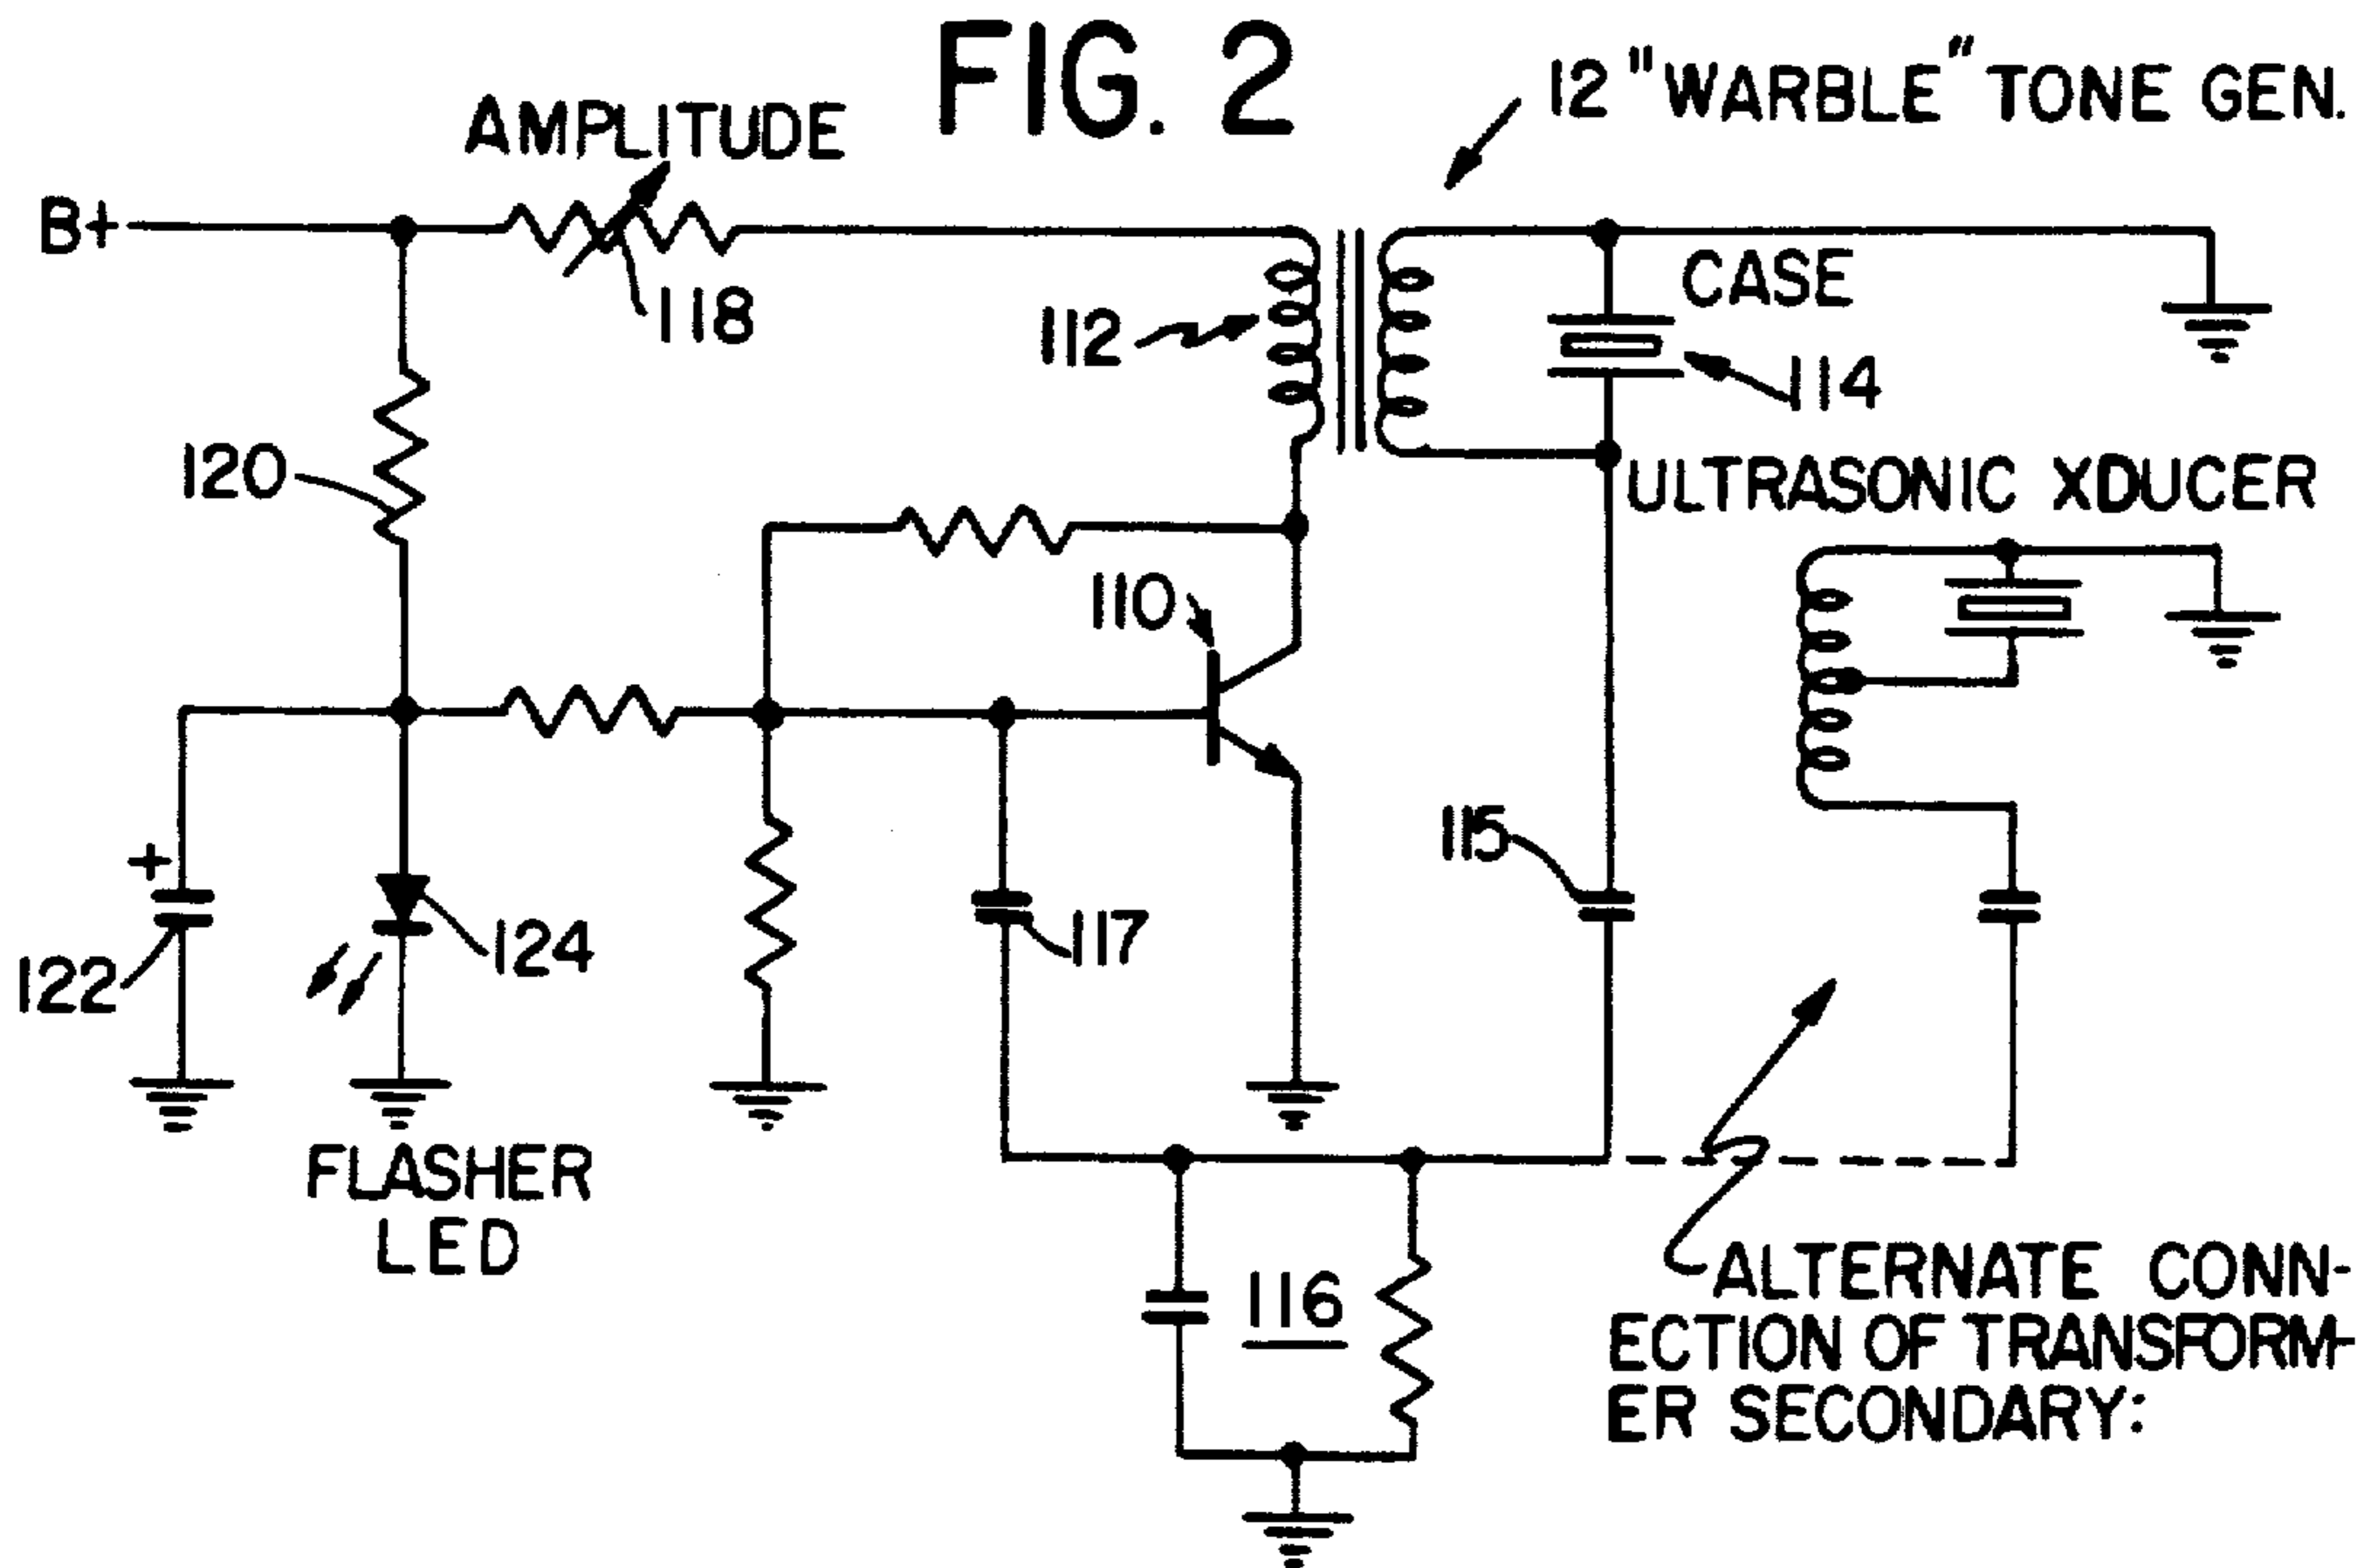 FIG. 2
12 "WARBLE" TONE GEN.
AMPLITUDE
B+
118
CASE
112
114
120
ULTRASONIC XDUCER
110
115
+
117
124
122
FLASHER
LED
116
ALTERNATE CONN-
ECTION OF TRANSFORM-
ER SECONDARY: